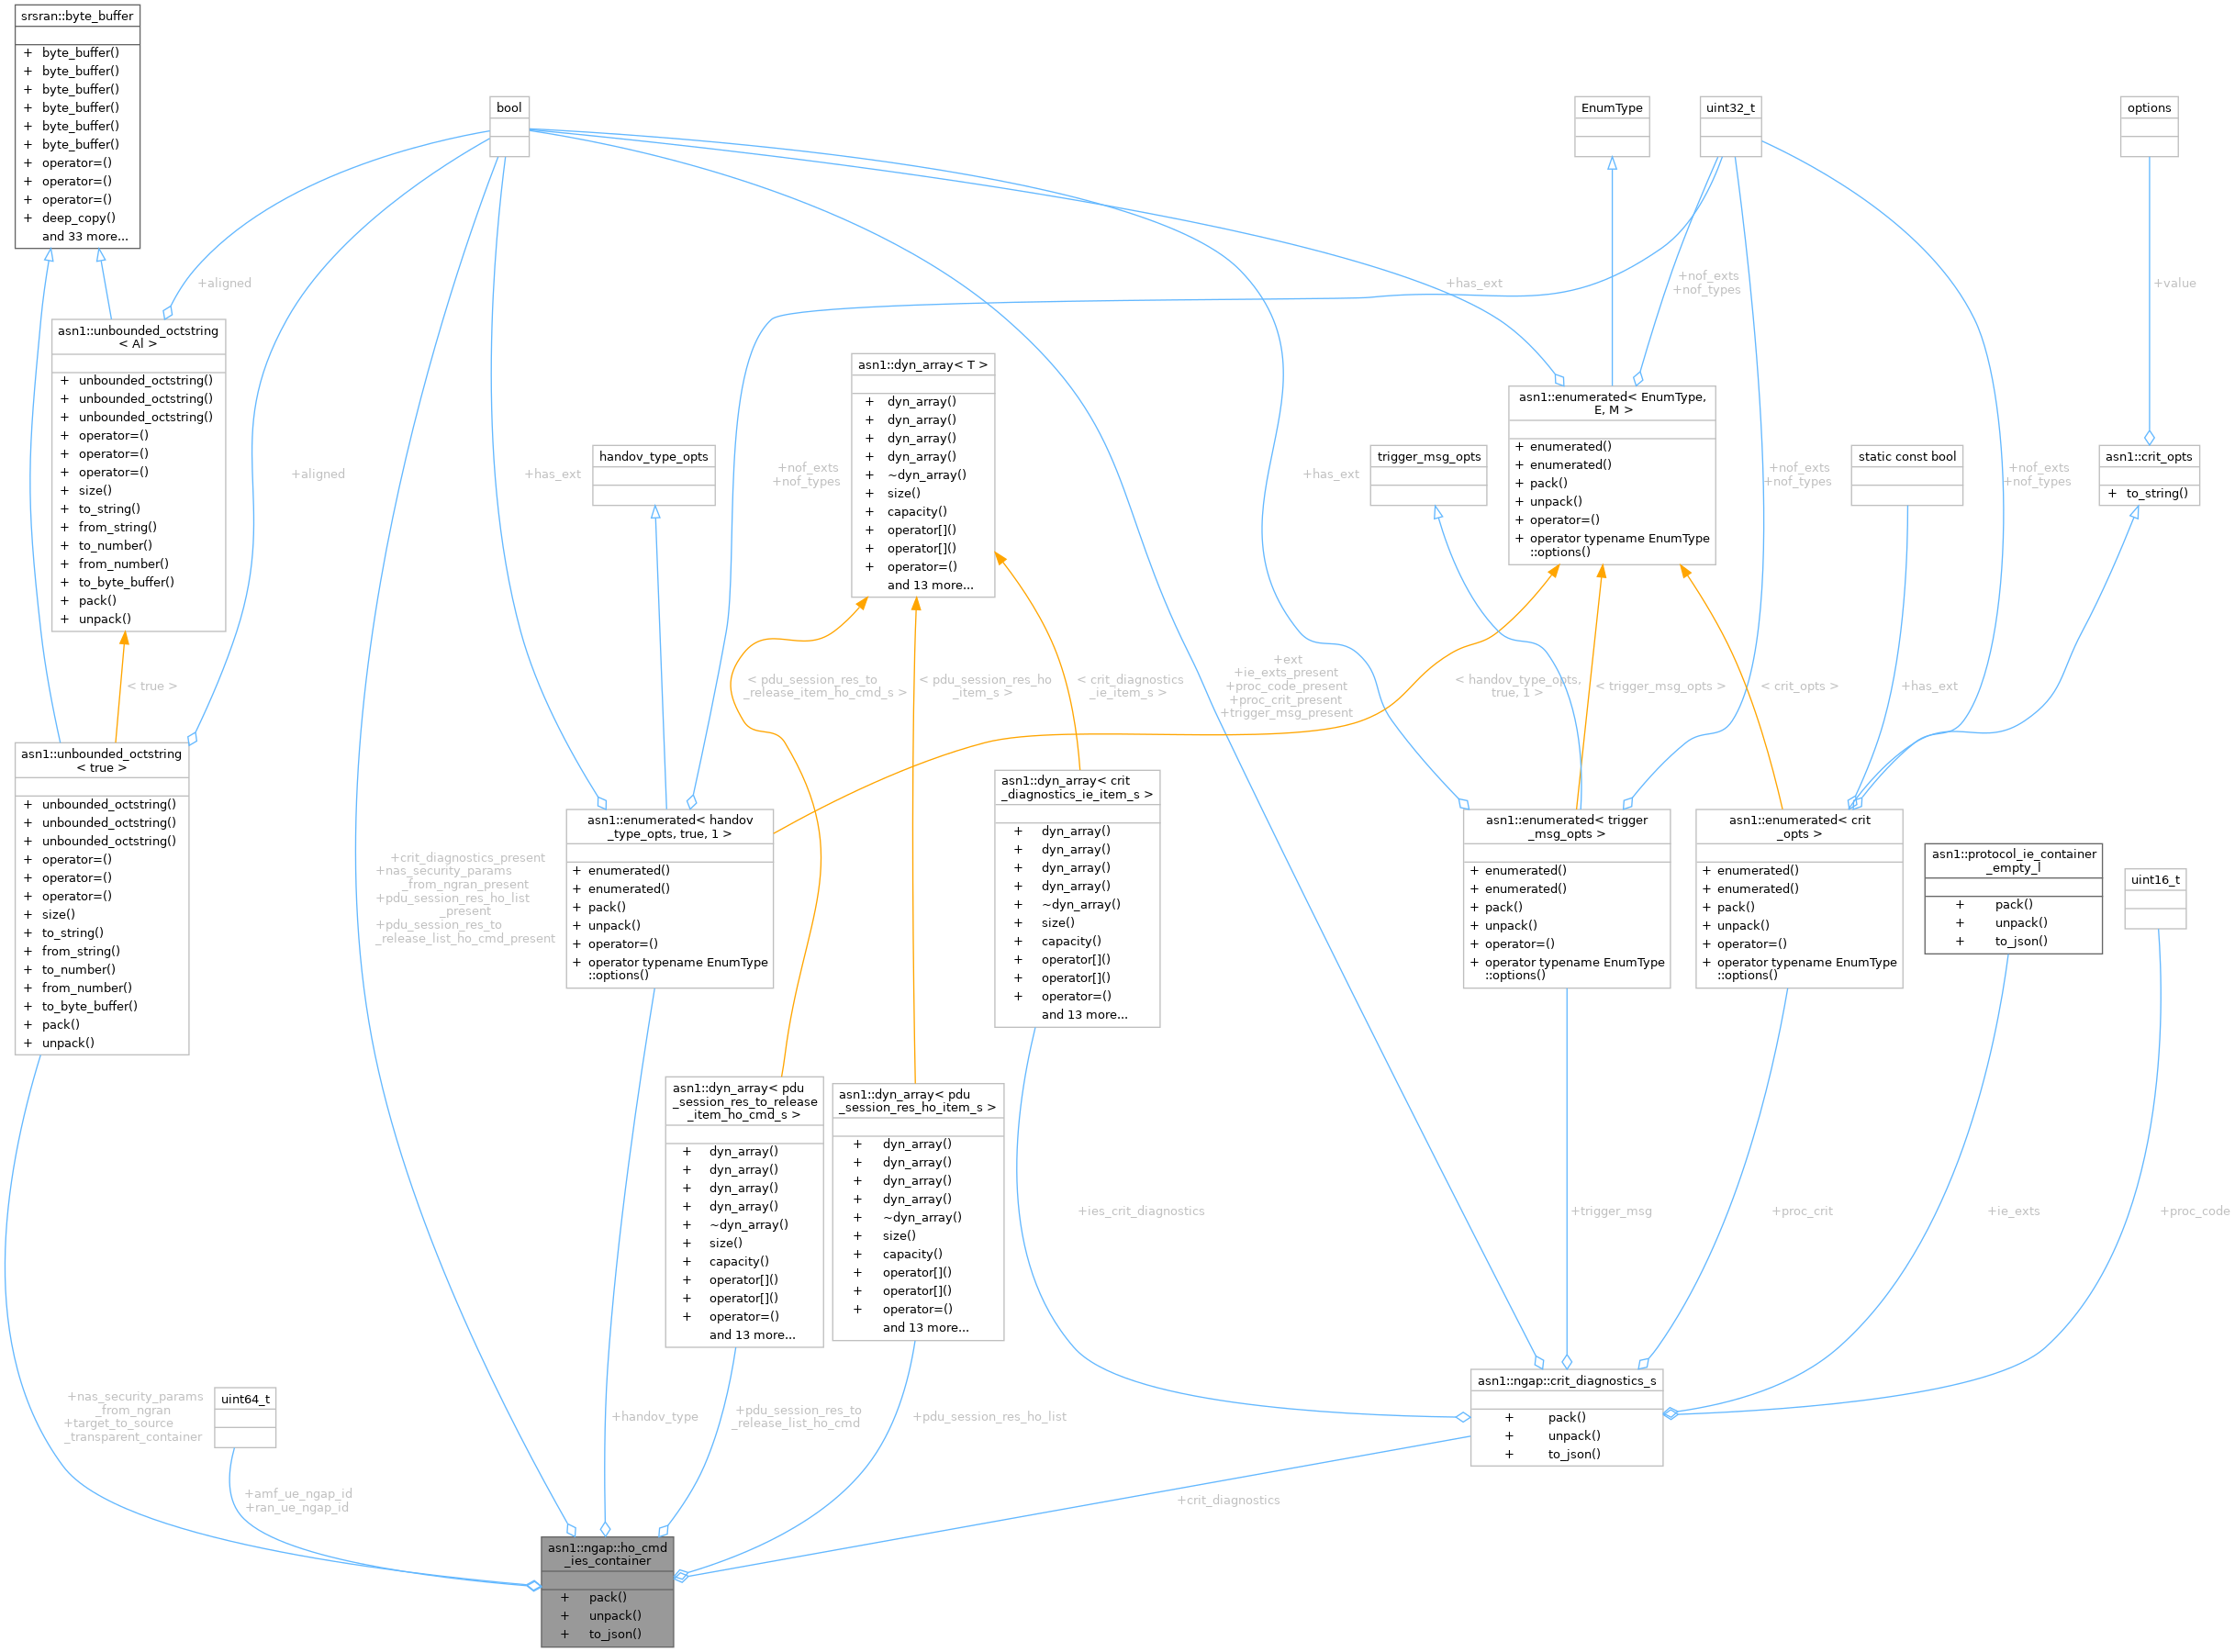 srsran::byte_buffer
+ byte_buffer()
+ byte_buffer()
+ byte_buffer()
+ byte_buffer()
+ byte_buffer()
+ byte_buffer()
+ operator=()
+ operator=()
+ operator=()
+ deep_copy()
and 33 more...
bool
EnumType
uint32_t
options
+aligned
+has_ext
+nof_exts
+nof_types
+value
asn1::unbounded_octstring
< Al >
+ unbounded_octstring()
+ unbounded_octstring()
+ unbounded_octstring()
+ operator=()
+ operator=()
+ operator=()
+ size()
+ to_string()
+ from_string()
+ to_number()
+ from_number()
+ to_byte_buffer()
+ pack()
+ unpack()
+aligned
+has_ext
handov_type_opts
+nof_exts
+nof_types
asn1::dyn_array< T >
+ dyn_array()
+ dyn_array()
+ dyn_array()
+ dyn_array()
+ ~dyn_array()
+ size()
+ capacity()
+ operator[]()
+ operator[]()
+ operator=()
and 13 more...
+has_ext
trigger_msg_opts
asn1::enumerated< EnumType,
E, M >
+ enumerated()
+ enumerated()
+ pack()
+ unpack()
+ operator=()
+ operator typename EnumType
::options()
+nof_exts
+nof_types
static const bool
+nof_exts
+nof_types
asn1::crit_opts
+ to_string()
< true >
< pdu_session_res_to
_release_item_ho_cmd_s >
< pdu_session_res_ho
_item_s >
< crit_diagnostics
_ie_item_s >
+ext
+ie_exts_present
+proc_code_present
+proc_crit_present
+trigger_msg_present
< handov_type_opts,
true, 1 >
< trigger_msg_opts >
< crit_opts >
+has_ext
asn1::unbounded_octstring
< true >
+ unbounded_octstring()
+ unbounded_octstring()
+ unbounded_octstring()
+ operator=()
+ operator=()
+ operator=()
+ size()
+ to_string()
+ from_string()
+ to_number()
+ from_number()
+ to_byte_buffer()
+ pack()
+ unpack()
+crit_diagnostics_present
+nas_security_params
_from_ngran_present
+pdu_session_res_ho_list
_present
+pdu_session_res_to
_release_list_ho_cmd_present
asn1::enumerated< handov
_type_opts, true, 1 >
+ enumerated()
+ enumerated()
+ pack()
+ unpack()
+ operator=()
+ operator typename EnumType
::options()
asn1::dyn_array< crit
_diagnostics_ie_item_s >
+ dyn_array()
+ dyn_array()
+ dyn_array()
+ dyn_array()
+ ~dyn_array()
+ size()
+ capacity()
+ operator[]()
+ operator[]()
+ operator=()
and 13 more...
asn1::enumerated< trigger
_msg_opts >
+ enumerated()
+ enumerated()
+ pack()
+ unpack()
+ operator=()
+ operator typename EnumType
::options()
asn1::enumerated< crit
_opts >
+ enumerated()
+ enumerated()
+ pack()
+ unpack()
+ operator=()
+ operator typename EnumType
::options()
asn1::protocol_ie_container
_empty_l
+ pack()
+ unpack()
+ to_json()
uint16_t
asn1::dyn_array< pdu
_session_res_to_release
_item_ho_cmd_s >
+ dyn_array()
+ dyn_array()
+ dyn_array()
+ dyn_array()
+ ~dyn_array()
+ size()
+ capacity()
+ operator[]()
+ operator[]()
+ operator=()
and 13 more...
asn1::dyn_array< pdu
_session_res_ho_item_s >
+ dyn_array()
+ dyn_array()
+ dyn_array()
+ dyn_array()
+ ~dyn_array()
+ size()
+ capacity()
+ operator[]()
+ operator[]()
+ operator=()
and 13 more...
+ies_crit_diagnostics
+trigger_msg
+proc_crit
+ie_exts
+proc_code
+nas_security_params
_from_ngran
+target_to_source
_transparent_container
uint64_t
+handov_type
+pdu_session_res_to
_release_list_ho_cmd
+pdu_session_res_ho_list
asn1::ngap::crit_diagnostics_s
+ pack()
+ unpack()
+ to_json()
+amf_ue_ngap_id
+ran_ue_ngap_id
+crit_diagnostics
asn1::ngap::ho_cmd
_ies_container
+ pack()
+ unpack()
+ to_json()